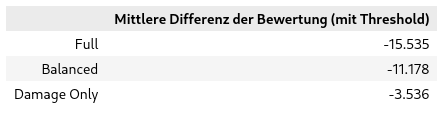 Mittlere Differenz der Bewertung (mit Threshold)
Full -15.535
Balanced -11.178
Damage Only -3.536